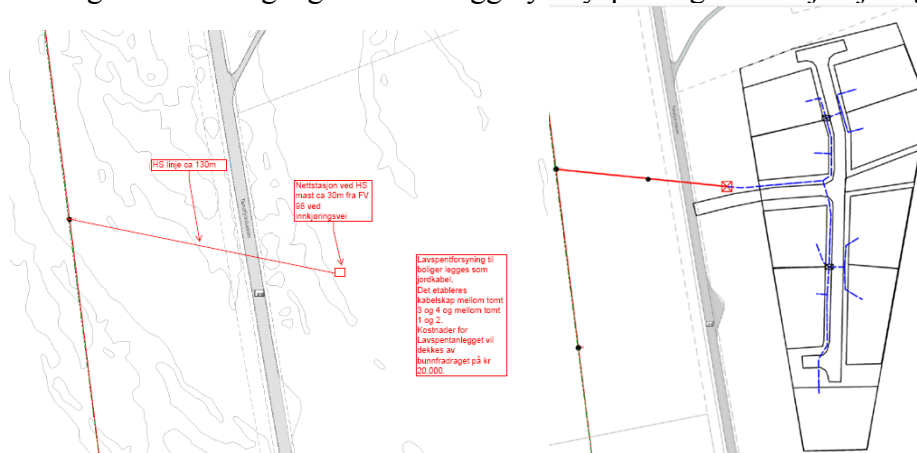 HS linje ca 130m
Nettstasjon ved HS
mast ca 30m fra FV
98 ved
innkjøringsvei
Lavspentforsyning til
boliger legges som
jordkabel.
Det etableres
kabelskap mellom tomt
3 og 4 og mellom tomt
1 og 2.
Kostnader for
Lavspentanlegget vil
dekkes av
bunnfradraget på kr
20.000.